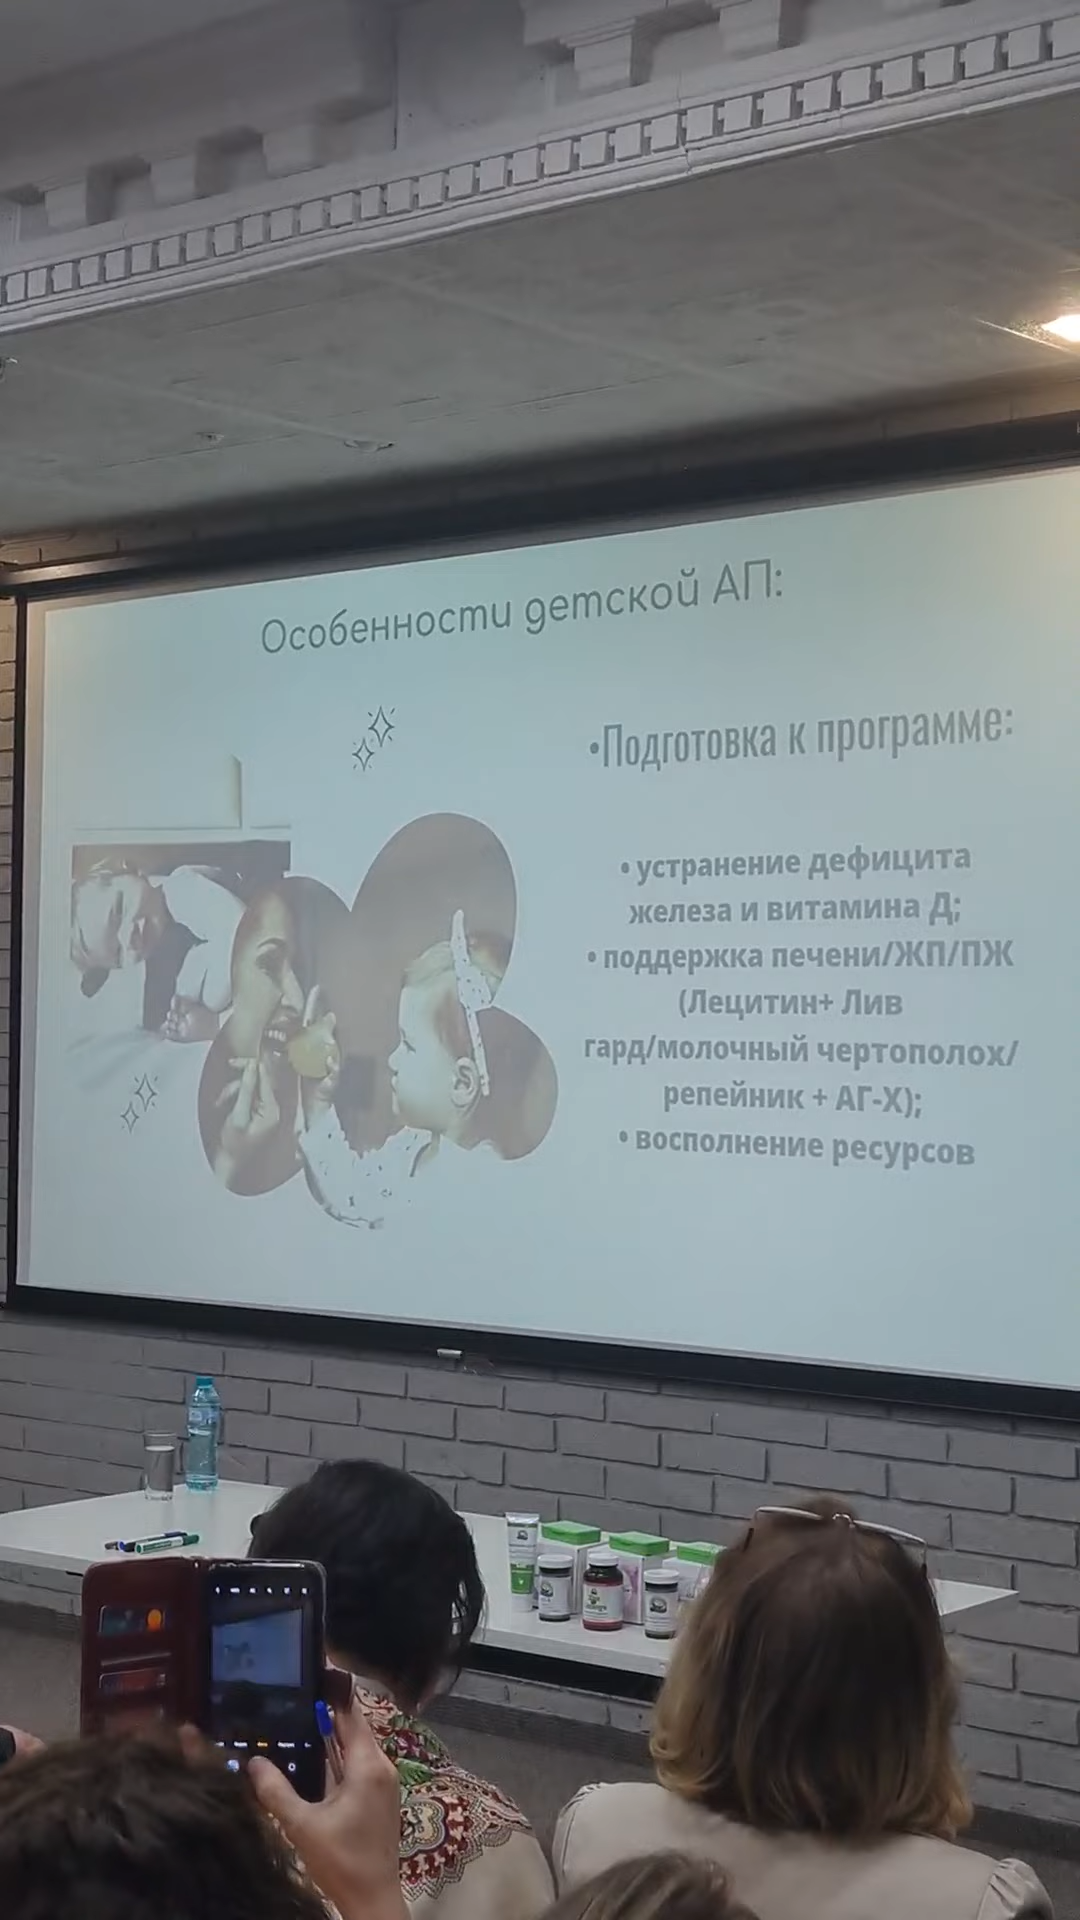 Особенности детской АП:
•Подготовка к программе:
• устранение дефицита
железа и витамина Д;
• поддержка печени/ЖП/ПЖ
(Лецитин+ Лив
гард/молочный чертополох/
репейник + АГ-Х);
• восполнение ресурсов